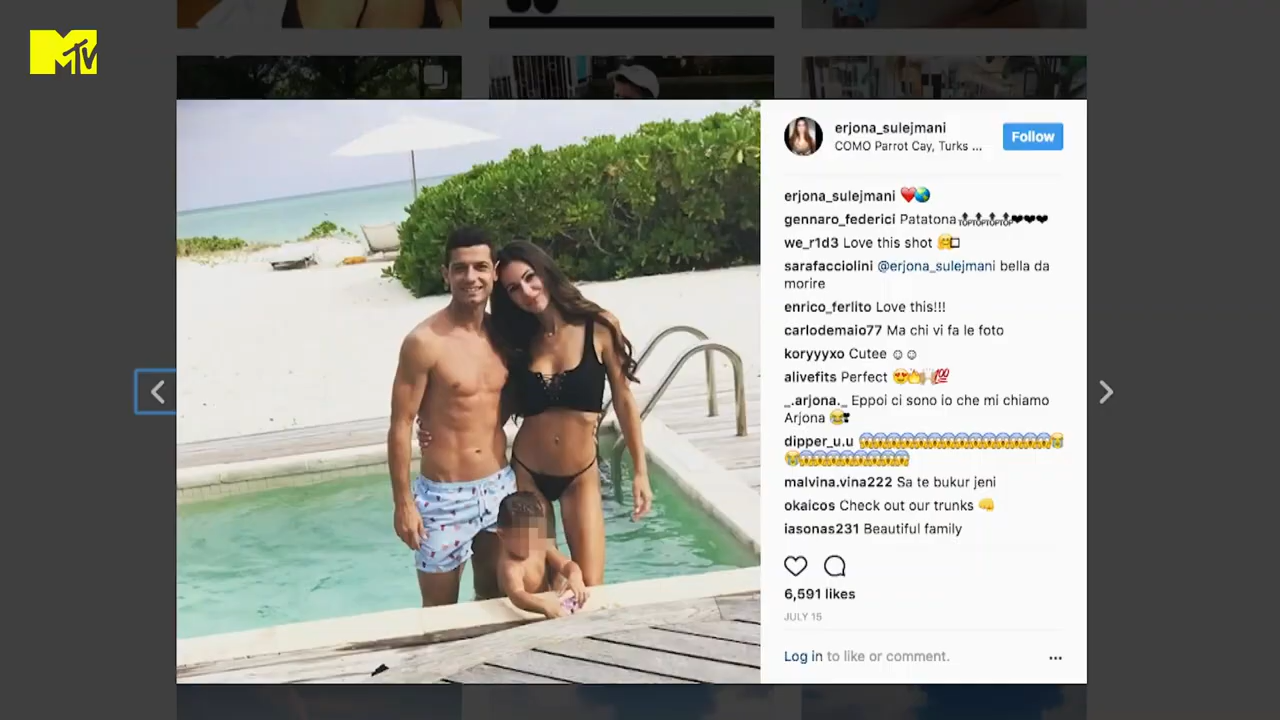 MTV
erjona_sulejmani
COMO Parrot Cay, Turks ...
Follow
erjona_sulejmani ❤️🌏
gennaro_federici Patatona 🔝🔝🔝🔝❤❤❤
we_r1d3 Love this shot 🤗
sarafacciolini @erjona_sulejmani bella da
morire
enrico_ferlito Love this!!!
carlodemaio77 Ma chi vi fa le foto
koryyyxo Cutee ☺☺
alivefits Perfect 😍👏🙌💯
_.arjona._ Eppoi ci sono io che mi chiamo
Arjona 😂❣
dipper_u.u 😱😱😱😱😱😱😱😱😱😱😱😱😱😱😭
😭😱😱😱😱😱😱😱😱
malvina.vina222 Sa te bukur jeni
okaicos Check out our trunks 👊
iasonas231 Beautiful family
6,591 likes
JULY 15
Log in to like or comment.
...